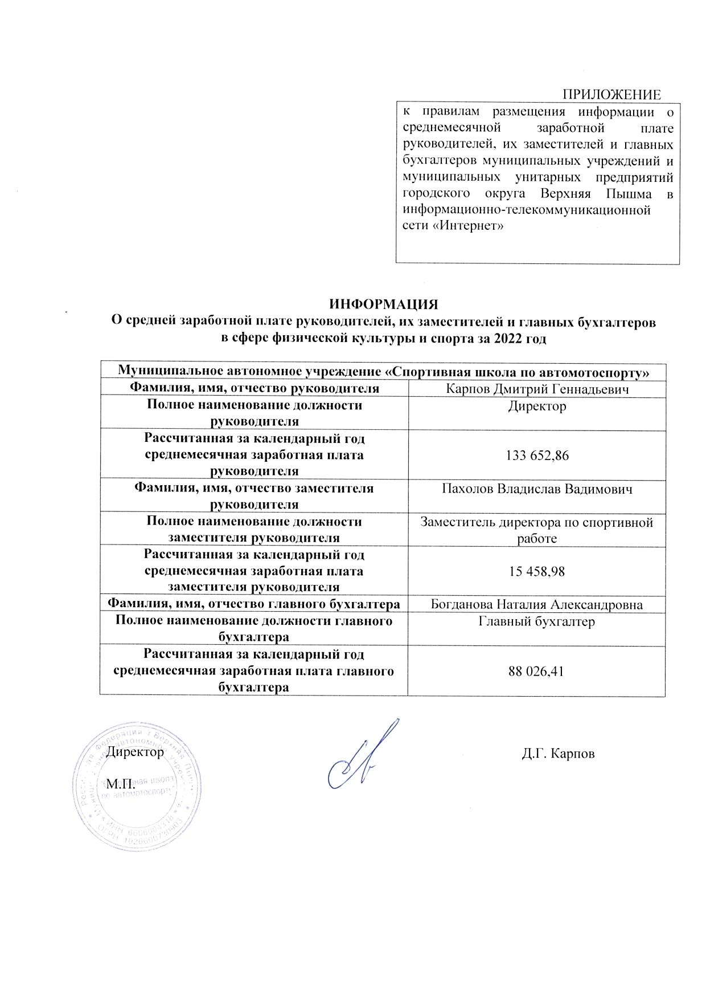 ПРИЛОЖЕНИЕ
к правилам размещения информации о
среднемесячной заработной плате
руководителей, их заместителей и главных
бухгалтеров муниципальных учреждений и
муниципальных унитарных предприятий
городского округа Верхняя Пышма в
информационно-телекоммуникационной
сети «Интернет»
ИНФОРМАЦИЯ
О средней заработной плате руководителей, их заместителей и главных бухгалтеров
в сфере физической культуры и спорта за 2022 год
Муниципальное автономное учреждение «Спортивная школа по автомотоспорту»
Фамилия, имя, отчество руководителя
Карпов Дмитрий Геннадьевич
Полное наименование должности
руководителя
Директор
Рассчитанная за календарный год
среднемесячная заработная плата
руководителя
133 652,86
Фамилия, имя, отчество заместителя
руководителя
Пахолов Владислав Вадимович
Полное наименование должности
заместителя руководителя
Заместитель директора по спортивной
работе
Рассчитанная за календарный год
среднемесячная заработная плата
заместителя руководителя
15 458,98
Фамилия, имя, отчество главного бухгалтера
Богданова Наталия Александровна
Полное наименование должности главного
бухгалтера
Главный бухгалтер
Рассчитанная за календарный год
среднемесячная заработная плата главного
бухгалтера
88 026,41
Директор
Д.Г. Карпов
М.П.
Федерация г.Верхняя
автономное
школа
по автомотоспорту
ИНН 6606004318
ОГРН